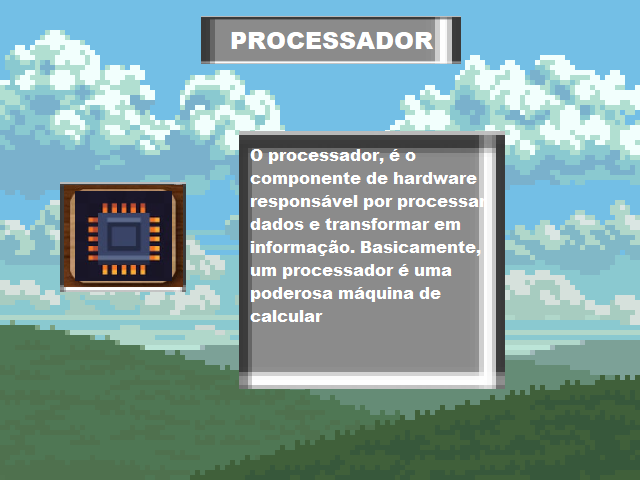 PROCESSADOR
O processador, é o
componente de hardware
responsável por processar
dados e transformar em
informação. Basicamente,
um processador é uma
poderosa máquina de
calcular